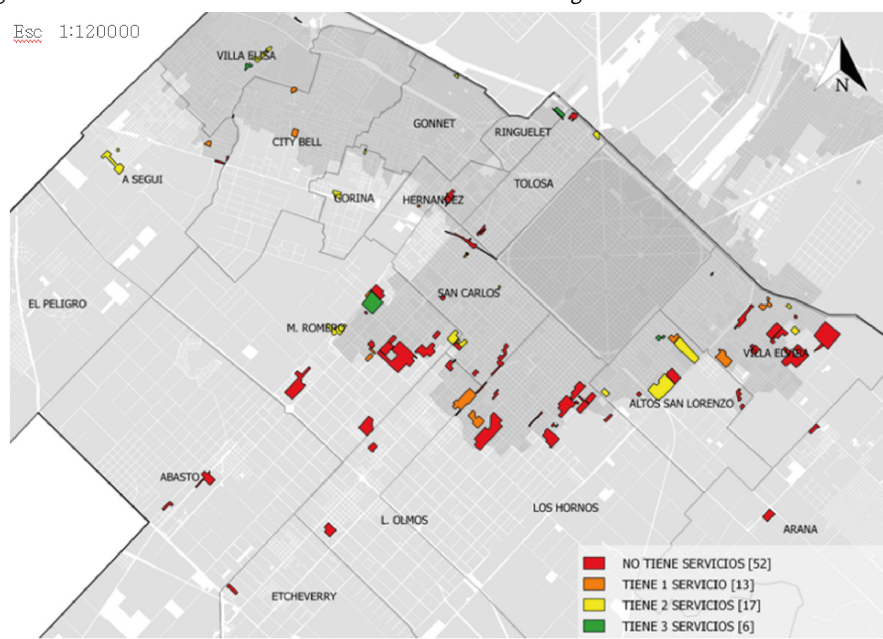 Esc 1:120000
N
VILLA ELISA
GONNET
RINGUELET
CITY BELL
A SEGUI
TOLOSA
GORINA
HERNANDEZ
EL PELIGRO
SAN CARLOS
M. ROMERO
VILLA ELVIRA
ALTOS SAN LORENZO
ABASTO
LOS HORNOS
L. OLMOS
ARANA
ETCHEVERRY
NO TIENE SERVICIOS [52]
TIENE 1 SERVICIO [13]
TIENE 2 SERVICIOS [17]
TIENE 3 SERVICIOS [6]